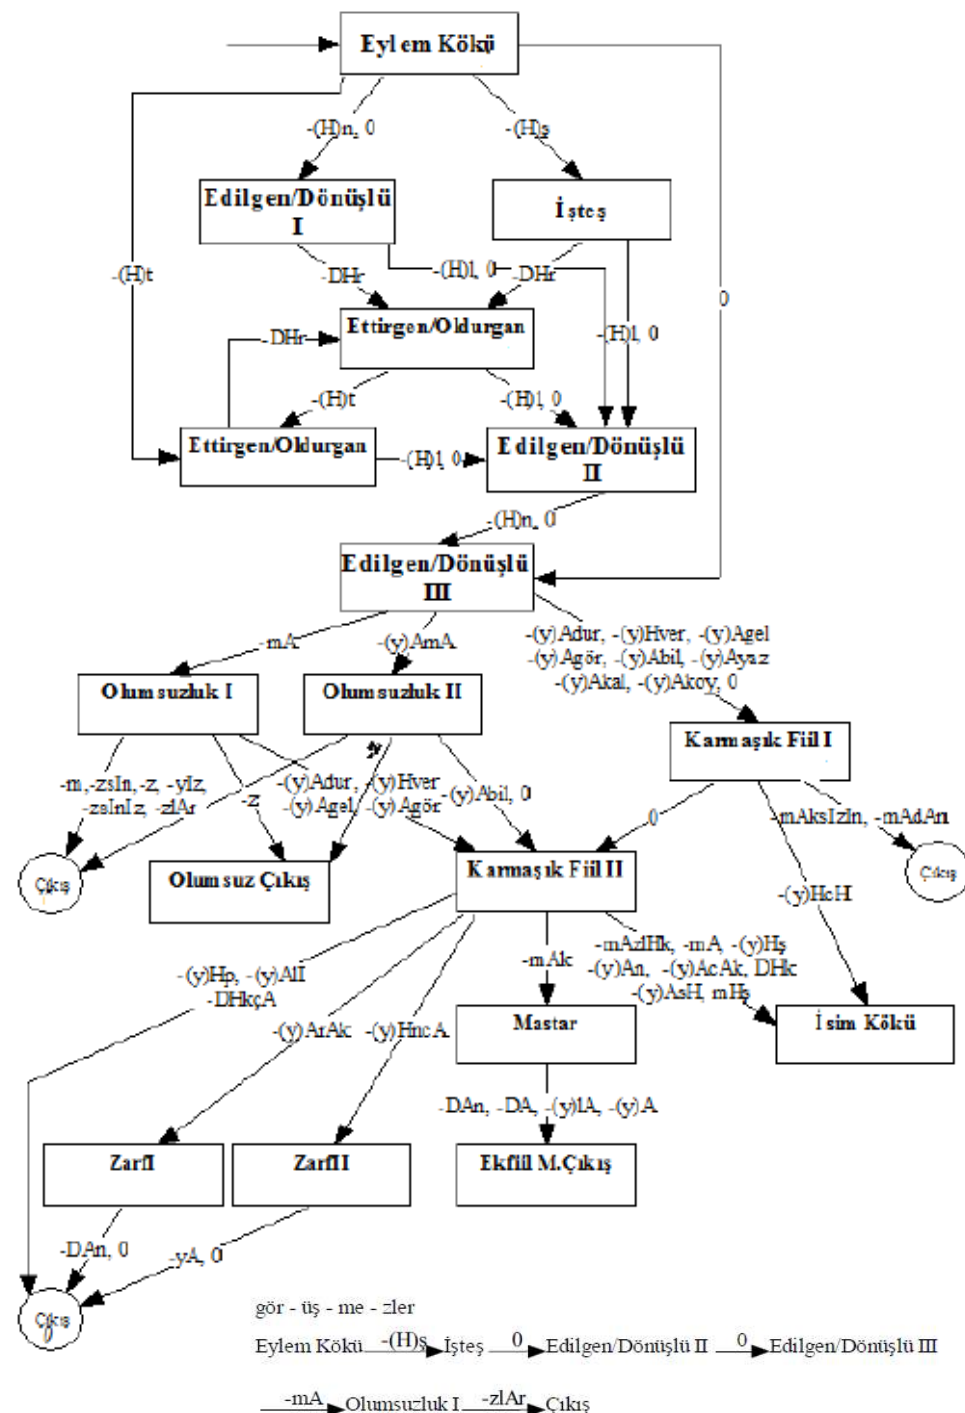 Eylem Kökü
-(H)n, 0
-(H)ş
Edilgen/Dönüşlü
I
İşteş
-(H)t
-DHr
-(H)l, 0
-DHr
0
Ettirgen/Oldurgan
-DHr
-(H)l, 0
-(H)t
-(H)l, 0
Ettirgen/Oldurgan
-(H)l, 0
Edilgen/Dönüşlü
II
-(H)n, 0
Edilgen/Dönüşlü
III
-mA
-(y)AmA
-(y)Adur, -(y)Hver, -(y)Agel
-(y)Agör, -(y)Abil, -(y)Ayaz
-(y)Akal, -(y)Akoy, 0
Olumsuzluk I
Olumsuzluk II
Karmaşık Fiil I
-m,-zsIn, -z, -yIz,
-zsInIz, -zlAr
-z
-(y)Adur, -(y)Hver
-(y)Agel, -(y)Agör
-(y)Abil, 0
0
-mAksIzIn, -mAdAn
Çıkış
Olumsuz Çıkış
Karmaşık Fiil II
Çıkış
-(y)HcH
-(y)Hp, -(y)AlI
-DHkçA
-(y)ArAk
-(y)HncA
-mAk
-mAzlHk, -mA, -(y)Hş
-(y)An, -(y)AcAk, DHk
-(y)AsH, mHş
Mastar
İsim Kökü
-DAn, -DA, -(y)lA, -(y)A
ZarfI
ZarfII
Ekfiil M.Çıkış
-DAn, 0
-yA, 0
Çıkış
gör - üş - me - zler
Eylem Kökü -(H)ş İşteş 0 Edilgen/Dönüşlü II 0 Edilgen/Dönüşlü III
-mA Olumsuzluk I -zlAr Çıkış